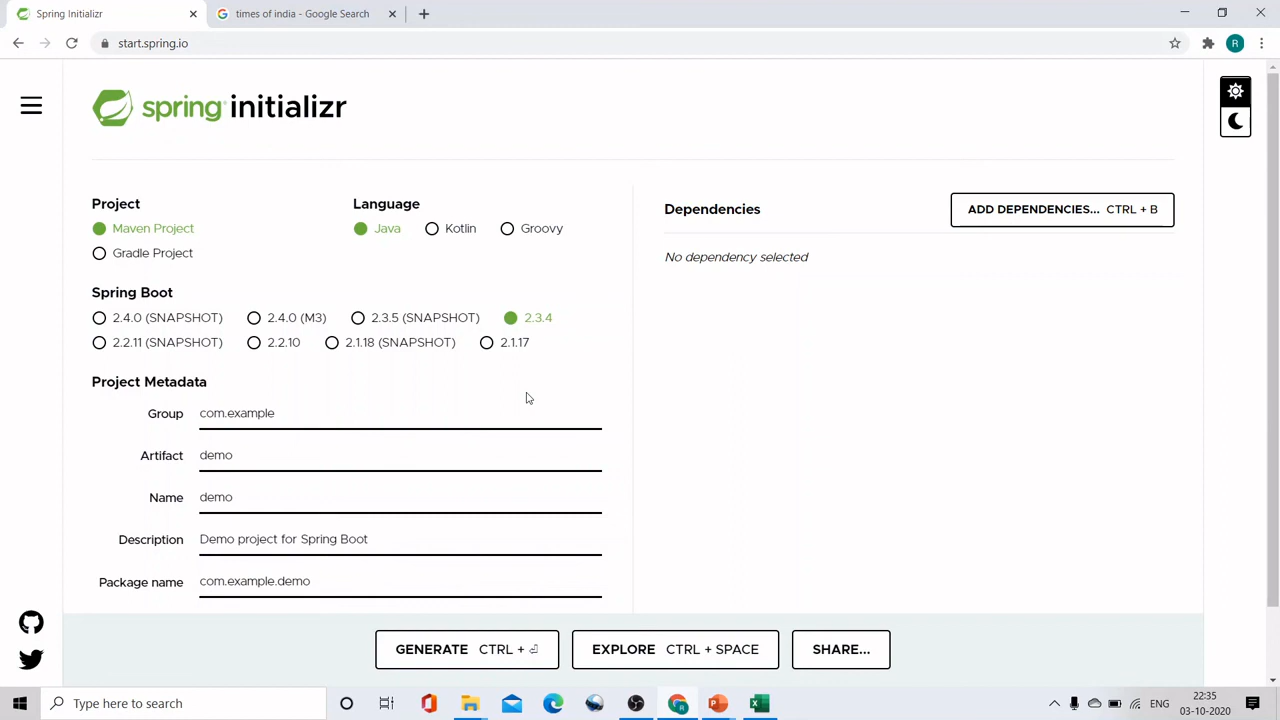 Spring Initializr
times of india - Google Search
start.spring.io
R
spring initializr
Project
Language
Maven Project
Java
Kotlin
Groovy
Gradle Project
Spring Boot
2.4.0 (SNAPSHOT)
2.4.0 (M3)
2.3.5 (SNAPSHOT)
2.3.4
2.2.11 (SNAPSHOT)
2.2.10
2.1.18 (SNAPSHOT)
2.1.17
Project Metadata
Group com.example
Artifact demo
Name demo
Description Demo project for Spring Boot
Package name com.example.demo
Dependencies
ADD DEPENDENCIES... CTRL + B
No dependency selected
GENERATE CTRL + ⏎
EXPLORE CTRL + SPACE
SHARE...
Type here to search
ENG
22:35
03-10-2020